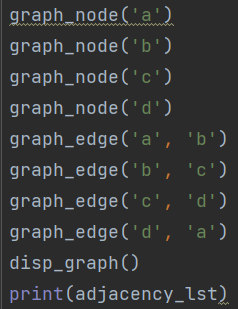 graph_node('a')
graph_node('b')
graph_node('c')
graph_node('d')
graph_edge('a', 'b')
graph_edge('b', 'c')
graph_edge('c', 'd')
graph_edge('d', 'a')
disp_graph()
print(adjacency_lst)